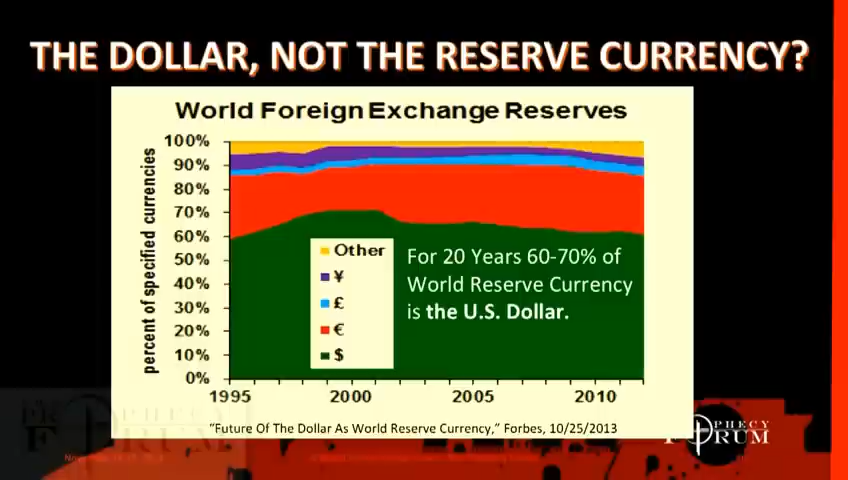 THE DOLLAR, NOT THE RESERVE CURRENCY?
World Foreign Exchange Reserves
percent of specified currencies
100%
90%
80%
70%
60%
50%
40%
30%
20%
10%
0%
Other
¥
£
€
$
For 20 Years 60-70% of
World Reserve Currency
is the U.S. Dollar.
1995 2000 2005 2010
"Future Of The Dollar As World Reserve Currency," Forbes, 10/25/2013
PHECY
FORUM